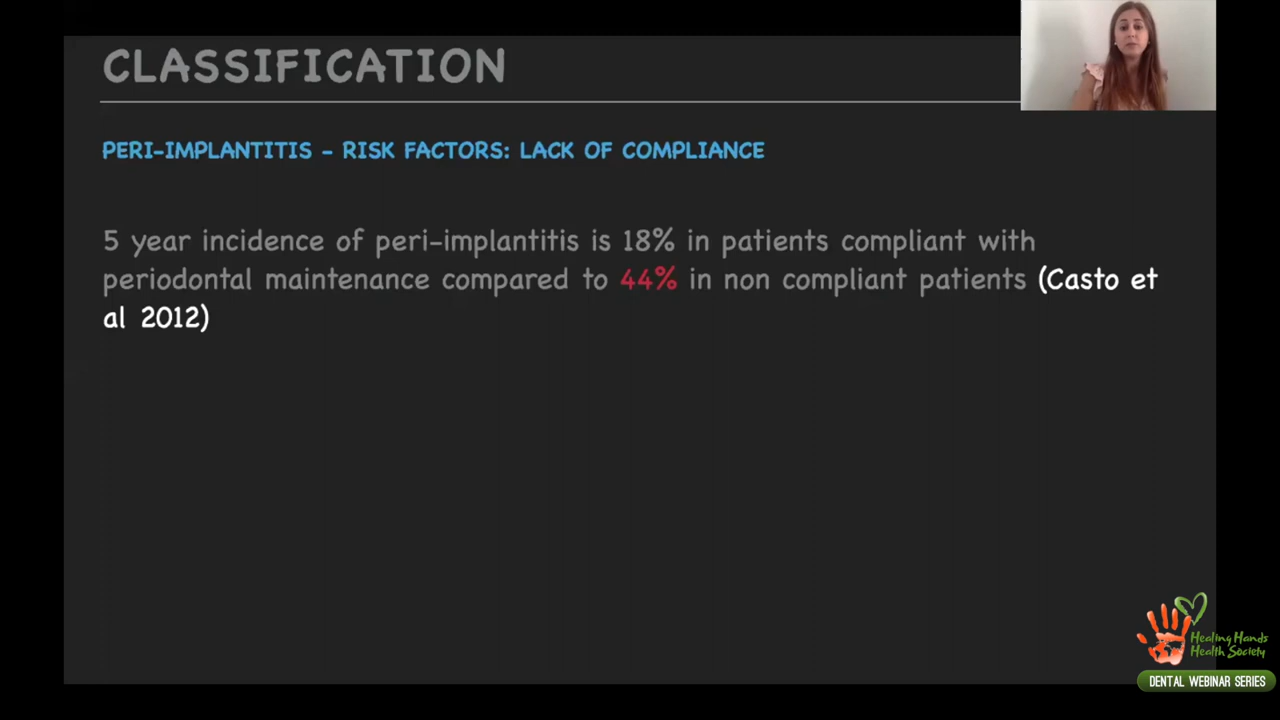 CLASSIFICATION
PERI-IMPLANTITIS - RISK FACTORS: LACK OF COMPLIANCE
5 year incidence of peri-implantitis is 18% in patients compliant with
periodontal maintenance compared to 44% in non compliant patients (Casto et
al 2012)
Healing Hands
Health Society
DENTAL WEBINAR SERIES